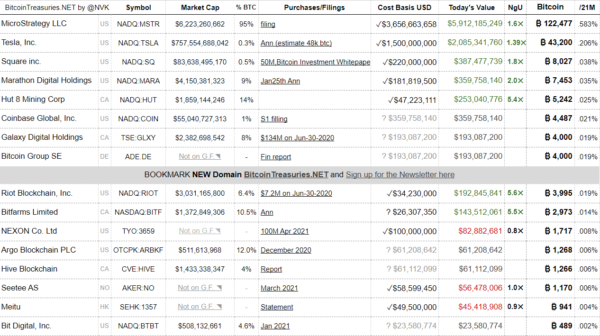 BitcoinTreasuries.NET by @NVK Symbol Market Cap % BTC Purchases/Filings Cost Basis USD Today's Value NgU Bitcoin /21M
MicroStrategy LLC US NADQ:MSTR $6,223,260,662 95% filing ✓$3,656,663,658 $5,912,185,249 1.6x ₿ 122,477 .583%
Tesla, Inc. US NADQ:TSLA $757,554,688,042 0.3% Ann (estimate 48k btc) ✓$1,500,000,000 $2,085,341,760 1.39x ₿ 43,200 .206%
Square inc. US NADQ:SQ $83,638,495,170 0.5% 50M,Bitcoin Investment Whitepape ✓$220,000,000 $387,477,739 1.8x ₿ 8,027 .038%
Marathon Digital Holdings US NADQ:MARA $4,150,381,323 9% Jan25th Ann ✓$181,819,500 $359,758,140 2.0x ₿ 7,453 .035%
Hut 8 Mining Corp CA NADQ:HUT $1,859,144,246 14% ✓$47,223,111 $253,040,776 5.4x ₿ 5,242 .025%
Coinbase Global, Inc. US NADQ:COIN $55,040,727,313 1% S1 filling ? $359,758,140 $359,758,140 ₿ 4,487 .021%
Galaxy Digital Holdings CA TSE:GLXY $2,382,698,542 8% $134M on Jun-30-2020 ? $193,087,200 $193,087,200 ₿ 4,000 .019%
Bitcoin Group SE DE ADE.DE Not on G.F. - Fin report ? $193,087,200 $193,087,200 ₿ 4,000 .019%
BOOKMARK NEW Domain BitcoinTreasuries.NET and Sign up for the Newsletter here
Riot Blockchain, Inc. US NADQ:RIOT $3,031,165,800 6.4% $7.2M on Jun-30-2020 ✓$34,230,000 $192,845,841 5.6x ₿ 3,995 .019%
Bitfarms Limited CA NASDAQ:BITF $1,372,849,306 10.5% Ann ? $26,307,350 $143,512,061 5.5x ₿ 2,973 .014%
NEXON Co. Ltd US TYO:3659 Not on G.F. - 100M Apr 2021 ✓$100,000,000 $82,882,681 0.8x ₿ 1,717 .008%
Argo Blockchain PLC US OTCPK:ARBKF $511,613,968 12.0% December 2020 ? $61,208,642 $61,208,642 ₿ 1,268 .006%
Hive Blockchain CA CVE:HIVE $1,433,338,347 4% Report ? $61,112,099 $61,112,099 ₿ 1,266 .006%
Seetee AS NO AKER:NO Not on G.F. - March 2021 ✓$58,599,450 $56,478,006 1.0x ₿ 1,170 .006%
Meitu HK SEHK:1357 Not on G.F. - Statement ✓$49,500,000 $45,418,908 0.9x ₿ 941 .004%
Bit Digital, Inc. US NADQ:BTBT $508,132,661 4.6% Jan 2021 ? $23,580,774 $23,580,774 ₿ 489 .002%